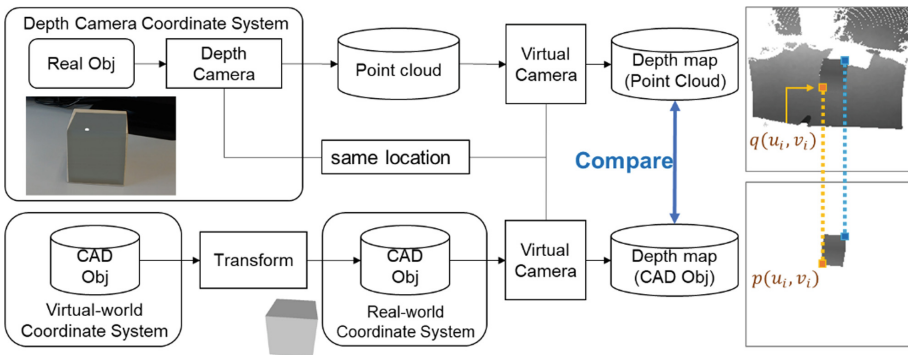 Depth Camera Coordinate System
Real Obj
Depth
Camera
Point cloud
Virtual
Camera
Depth map
(Point Cloud)
q(u_i, v_i)
same location
Compare
CAD
Obj
Virtual-world
Coordinate System
Transform
CAD
Obj
Real-world
Coordinate System
Virtual
Camera
Depth map
(CAD Obj)
p(u_i, v_i)